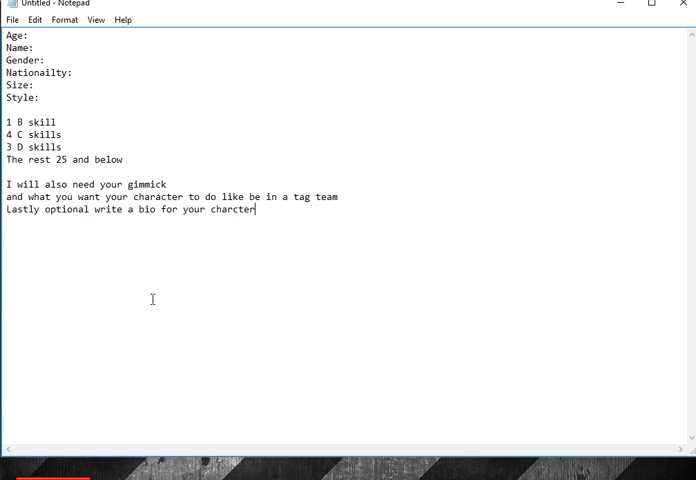 Untitled - Notepad
File Edit Format View Help
Age:
Name:
Gender:
Nationailty:
Size:
Style:
1 B skill
4 C skills
3 D skills
The rest 25 and below
I will also need your gimmick
and what you want your character to do like be in a tag team
Lastly optional write a bio for your charcter